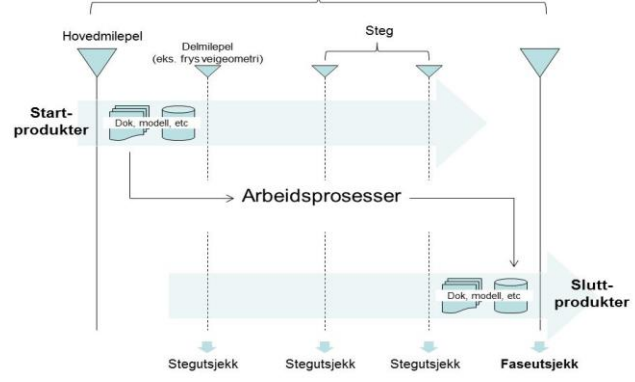 Steg
Hovedmilepel
Delmilepel
(eks. frys veigeometri)
Start-
produkter
Dok, modell, etc
Arbeidsprosesser
Slutt-
produkter
Dok, modell, etc
Stegutsjekk
Stegutsjekk
Stegutsjekk
Faseutsjekk